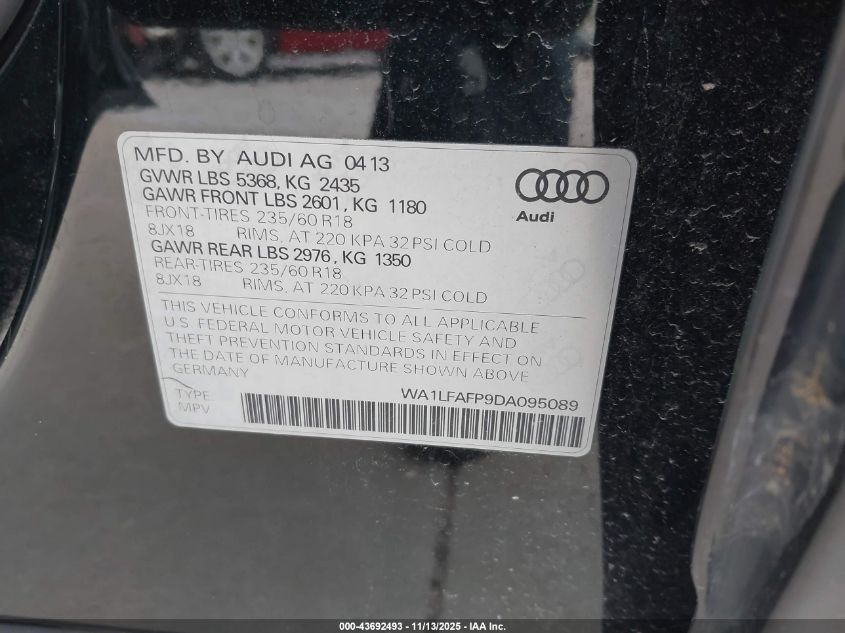 MFD. BY AUDI AG 04 13
GVWR LBS 5368, KG 2435
GAWR FRONT LBS 2601, KG 1180
FRONT-TIRES 235/60 R18
8JX18 RIMS, AT 220 KPA 32 PSI COLD
GAWR REAR LBS 2976, KG 1350
REAR-TIRES 235/60 R18
8JX18 RIMS, AT 220 KPA 32 PSI COLD
Audi
THIS VEHICLE CONFORMS TO ALL APPLICABLE
U.S. FEDERAL MOTOR VEHICLE SAFETY AND
THEFT PREVENTION STANDARDS IN EFFECT ON
THE DATE OF MANUFACTURE SHOWN ABOVE
GERMANY
TYPE:
MPV
WA1LFAFP9DA095089
000-43692493 - 11/13/2025 - IAA Inc.